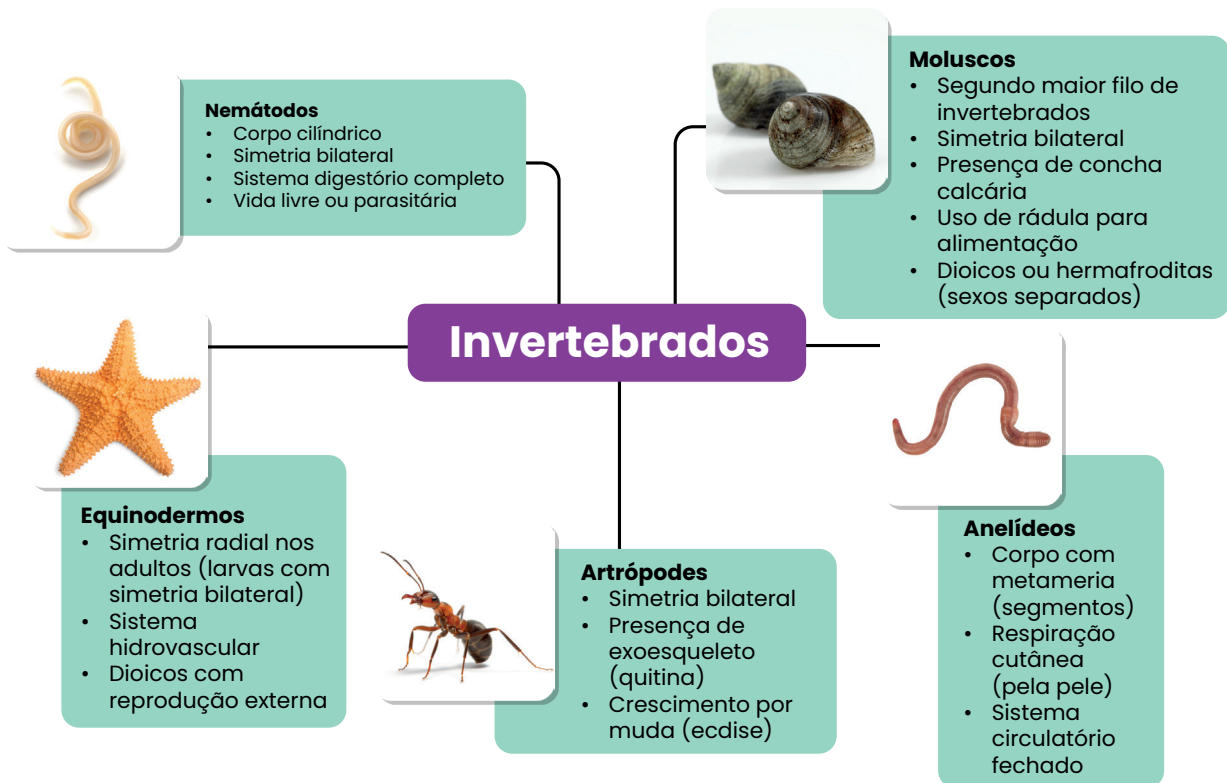 Nemátodos
• Corpo cilíndrico
• Simetria bilateral
• Sistema digestório completo
• Vida livre ou parasitária
Moluscos
• Segundo maior filo de
invertebrados
• Simetria bilateral
• Presença de concha
calcária
• Uso de rádula para
alimentação
• Dioicos ou hermafroditas
(sexos separados)
Invertebrados
Equinodermos
• Simetria radial nos
adultos (larvas com
simetria bilateral)
• Sistema
hidrovascular
• Dioicos com
reprodução externa
Artrópodes
• Simetria bilateral
• Presença de
exoesqueleto
(quitina)
• Crescimento por
muda (ecdise)
Anelídeos
• Corpo com
metameria
(segmentos)
• Respiração
cutânea
(pela pele)
• Sistema
circulatório
fechado